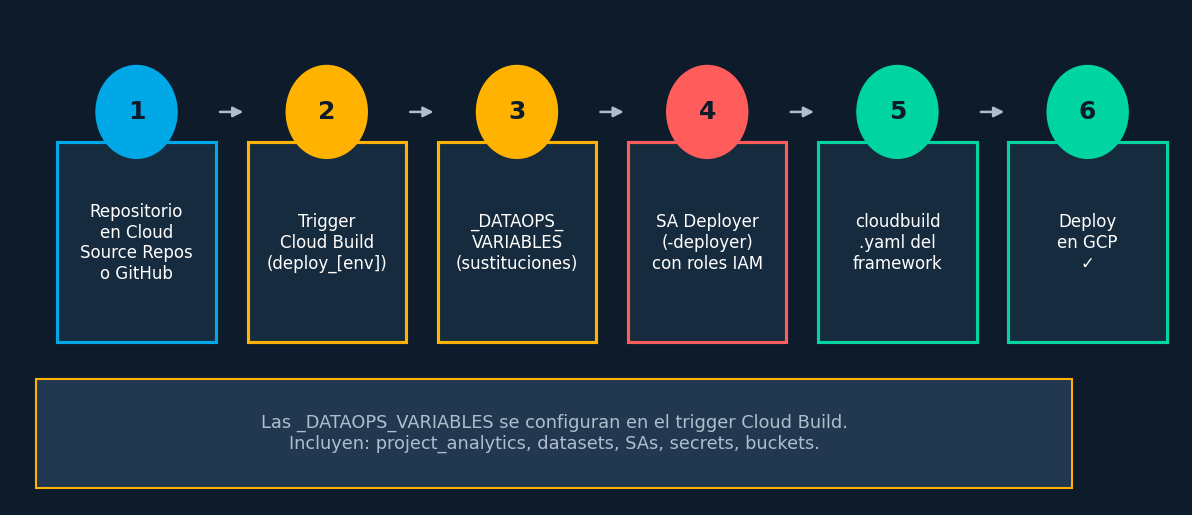 1
2
3
4
5
6
Repositorio
en Cloud
Source Repos
o GitHub
Trigger
Cloud Build
(deploy_[env])
_DATAOPS_
VARIABLES
(sustituciones)
SA Deployer
(-deployer)
con roles IAM
cloudbuild
.yaml del
framework
Deploy
en GCP
✓
Las _DATAOPS_VARIABLES se configuran en el trigger Cloud Build.
Incluyen: project_analytics, datasets, SAs, secrets, buckets.